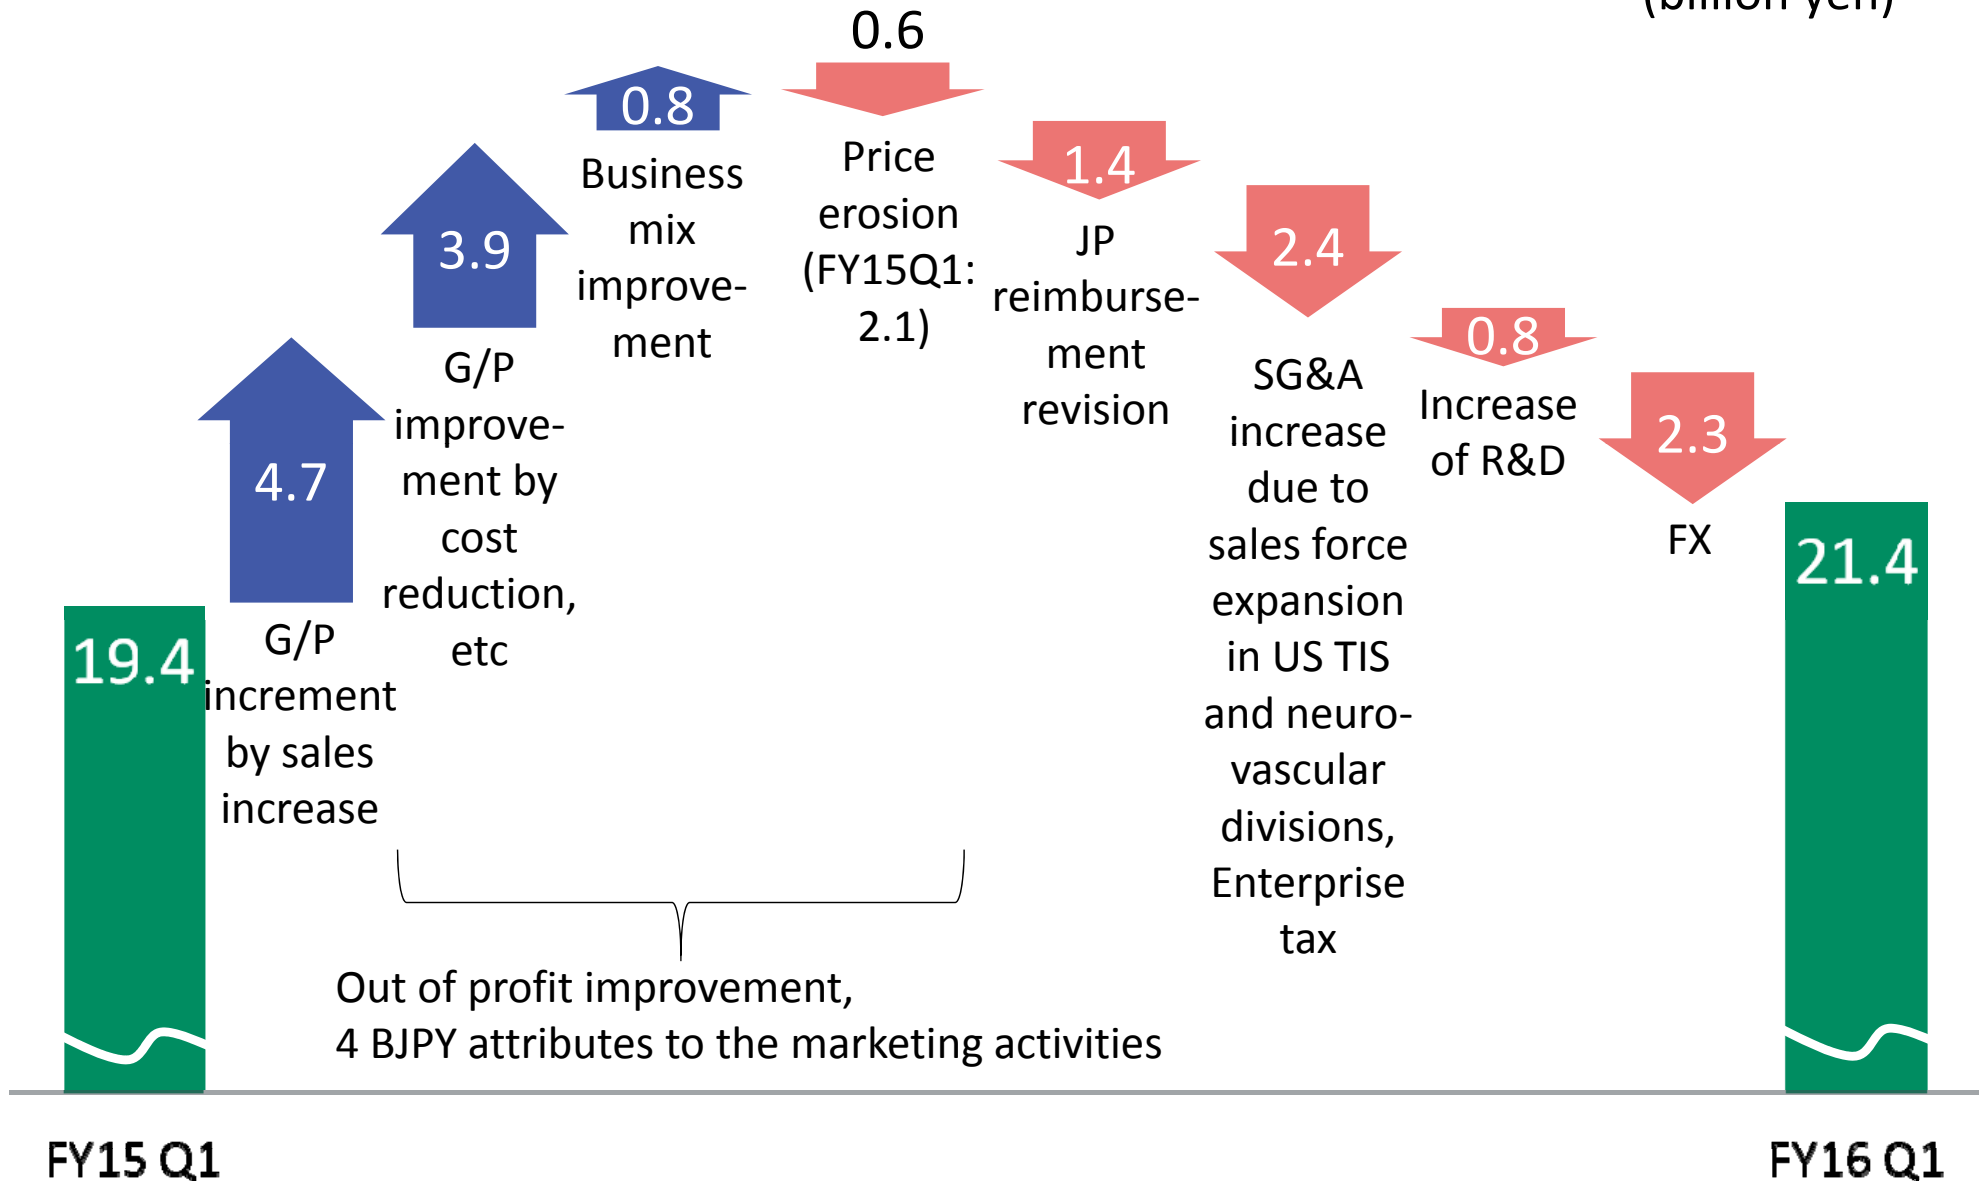 (billion yen)
19.4
4.7
G/P
increment
by sales
increase
3.9
G/P
improve-
ment by
cost
reduction,
etc
0.8
Business
mix
improve-
ment
0.6
Price
erosion
(FY15Q1:
2.1)
1.4
JP
reimburse-
ment
revision
2.4
SG&A
increase
due to
sales force
expansion
in US TIS
and neuro-
vascular
divisions,
Enterprise
tax
0.8
Increase
of R&D
2.3
FX
21.4
Out of profit improvement,
4 BJPY attributes to the marketing activities
FY15 Q1
FY16 Q1